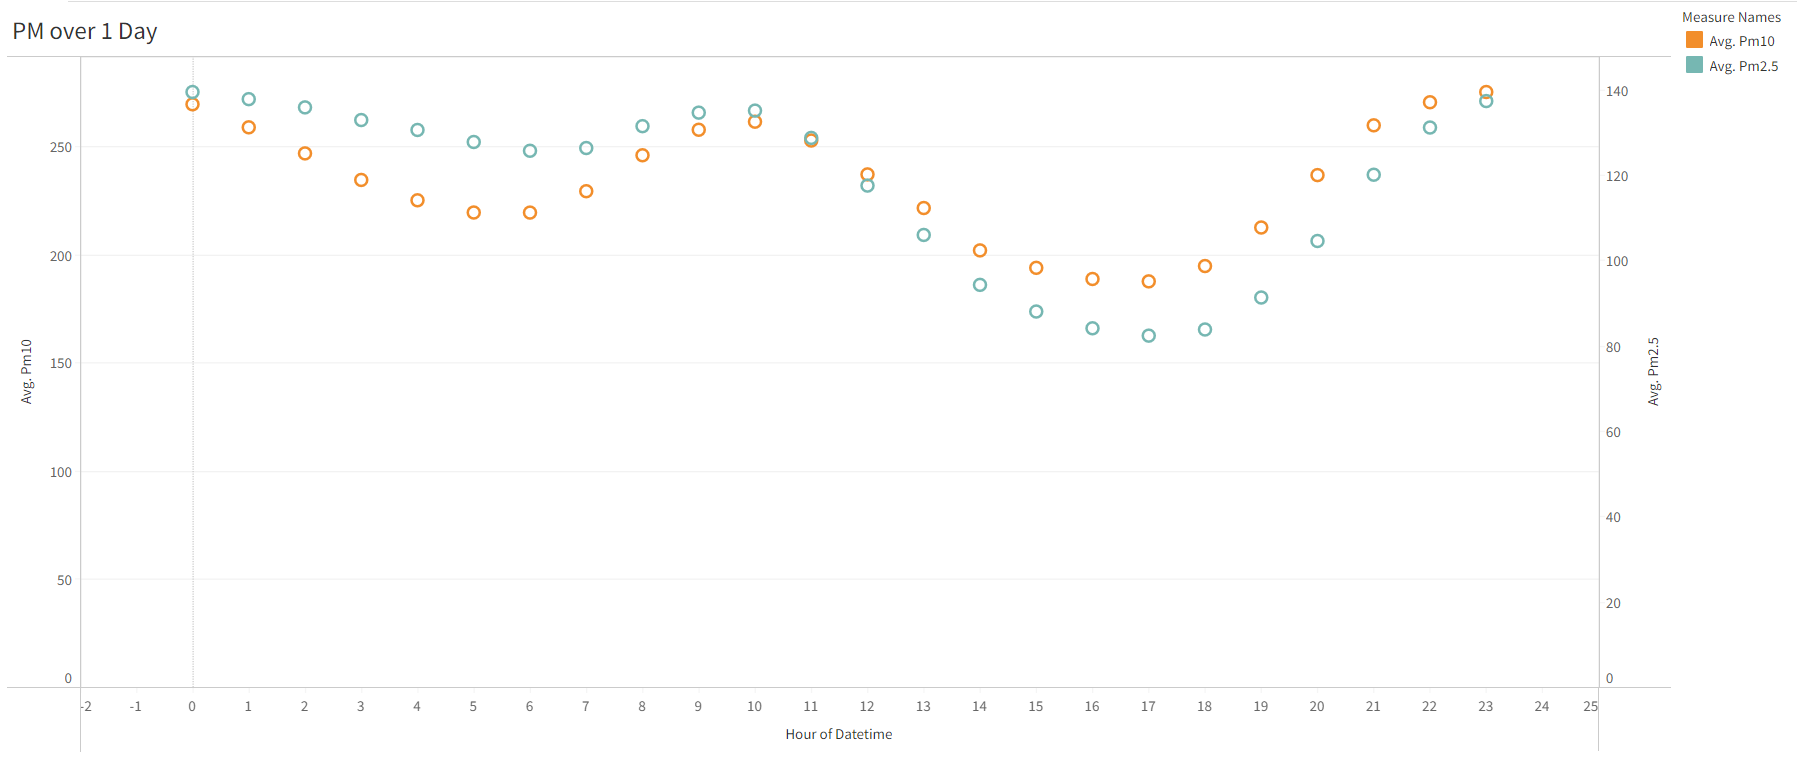 PM over 1 Day
Measure Names
Avg. Pm10
Avg. Pm2.5
Avg. Pm10
250
200
150
100
50
0
140
120
100
80
60
40
20
0
Avg. Pm2.5
-2 -1 0 1 2 3 4 5 6 7 8 9 10 11 12 13 14 15 16 17 18 19 20 21 22 23 24 25
Hour of Datetime